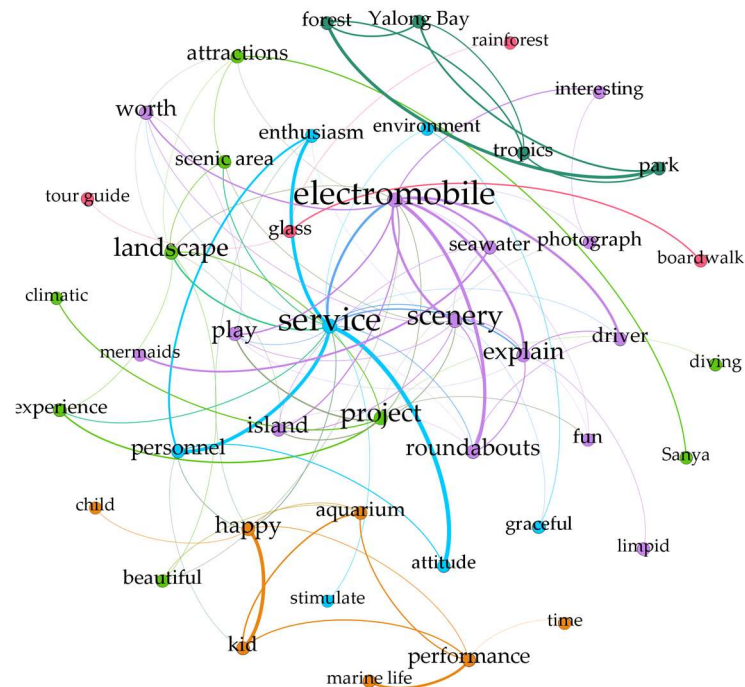 forest
Yalong Bay
rainforest
attractions
interesting
worth
enthusiasm
environment
scenic area
tropics
park
tour guide
electromobile
glass
landscape
seawater
photograph
boardwalk
climatic
service
scenery
play
driver
mermaids
explain
diving
experience
project
island
personnel
roundabouts
fun
Sanya
child
aquarium
happy
graceful
limpid
attitude
beautiful
stimulate
time
kid
performance
marine life